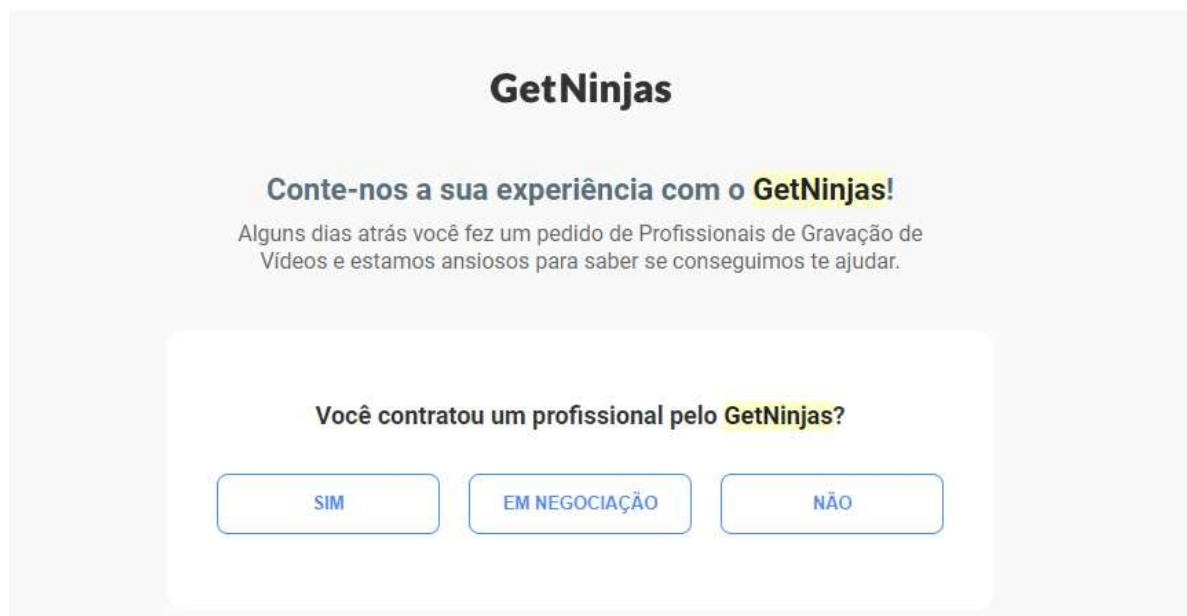 GetNinjas
Conte-nos a sua experiência com o GetNinjas!
Alguns dias atrás você fez um pedido de Profissionais de Gravação de
Vídeos e estamos ansiosos para saber se conseguimos te ajudar.
Você contratou um profissional pelo GetNinjas?
SIM
EM NEGOCIAÇÃO
NÃO